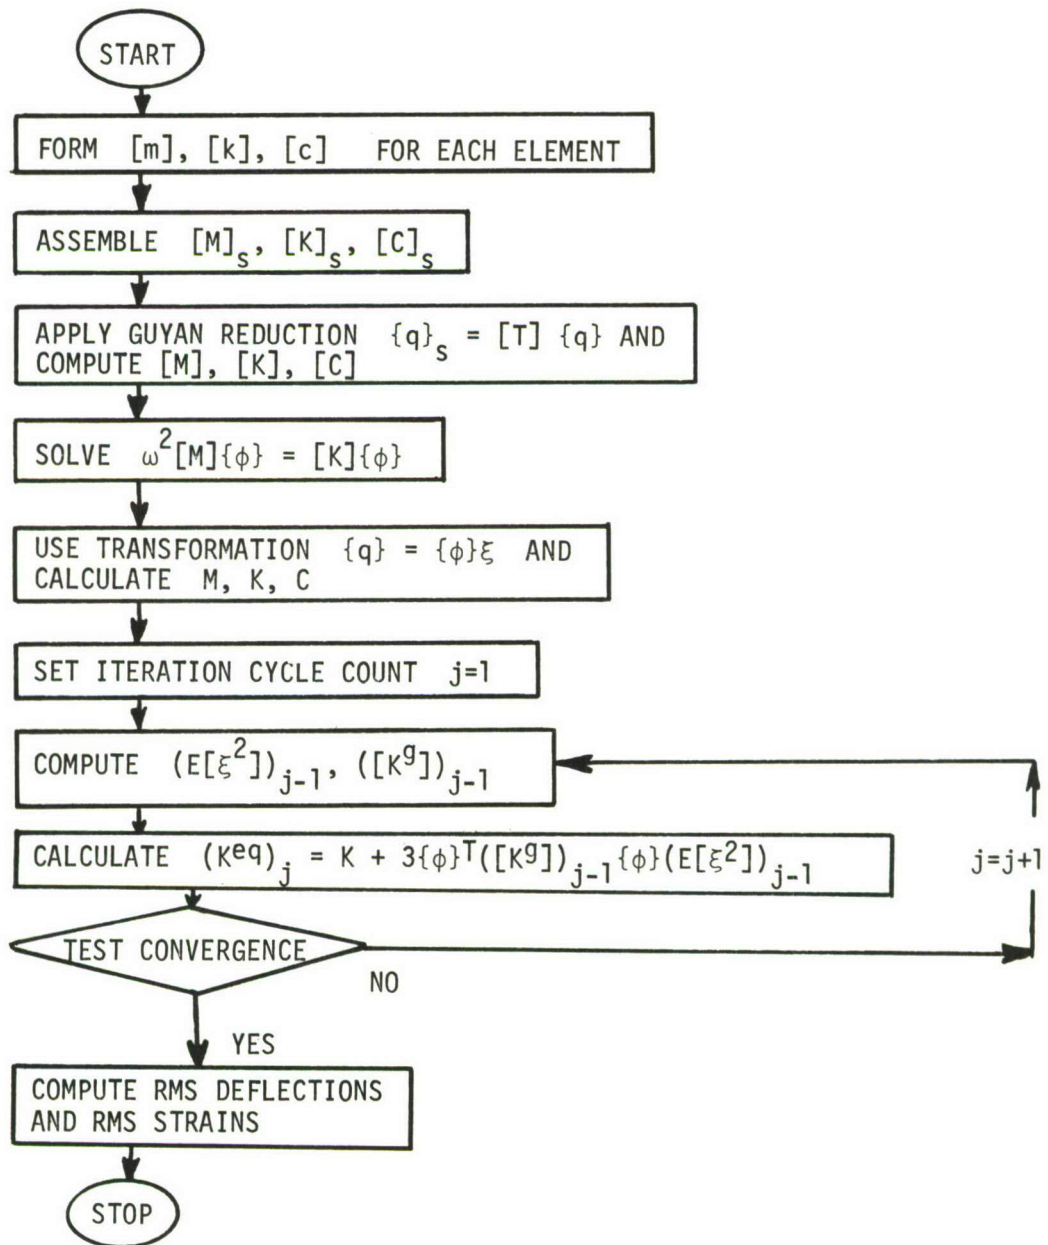 START
FORM [m], [k], [c] FOR EACH ELEMENT
ASSEMBLE [M]ₛ, [K]ₛ, [C]ₛ
APPLY GUYAN REDUCTION {q}ₛ = [T] {q} AND
COMPUTE [M], [K], [C]
SOLVE ω²[M]{ϕ} = [K]{ϕ}
USE TRANSFORMATION {q} = {ϕ}ξ AND
CALCULATE M, K, C
SET ITERATION CYCLE COUNT j=1
COMPUTE (E[ξ²])ⱼ₋₁, ([Kᵍ])ⱼ₋₁
CALCULATE (K^eq)ⱼ = K + 3{ϕ}ᵀ([Kᵍ])ⱼ₋₁{ϕ}(E[ξ²])ⱼ₋₁
j=j+1
TEST CONVERGENCE
NO
YES
COMPUTE RMS DEFLECTIONS
AND RMS STRAINS
STOP